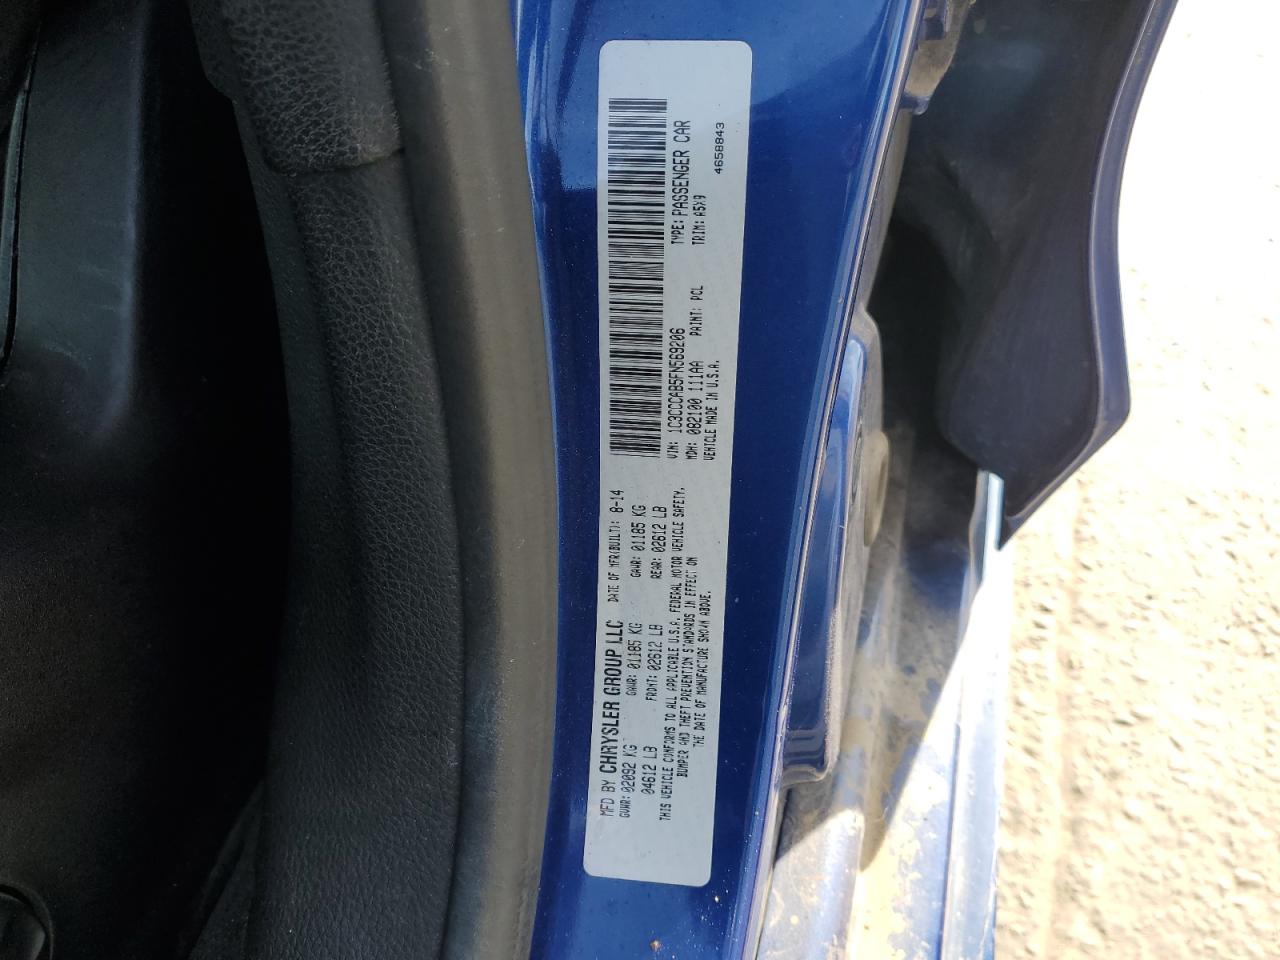 MFD BY CHRYSLER GROUP LLC DATE OF MFR(BUILT): 8-14
GVWR: 02092 KG GAWR: 01185 KG GAWR: 01185 KG
04612 LB FRONT: 02612 LB REAR: 02612 LB
THIS VEHICLE CONFORMS TO ALL APPLICABLE U.S.A. FEDERAL MOTOR VEHICLE SAFETY,
BUMPER AND THEFT PREVENTION STANDARDS IN EFFECT ON
THE DATE OF MANUFACTURE SHOWN ABOVE.
VIN: 1C3CCCAB5FN569206 TYPE: PASSENGER CAR
MDH: 082100 111AA PAINT: PCL TRIM: A5X9
VEHICLE MADE IN U.S.A. 4658843